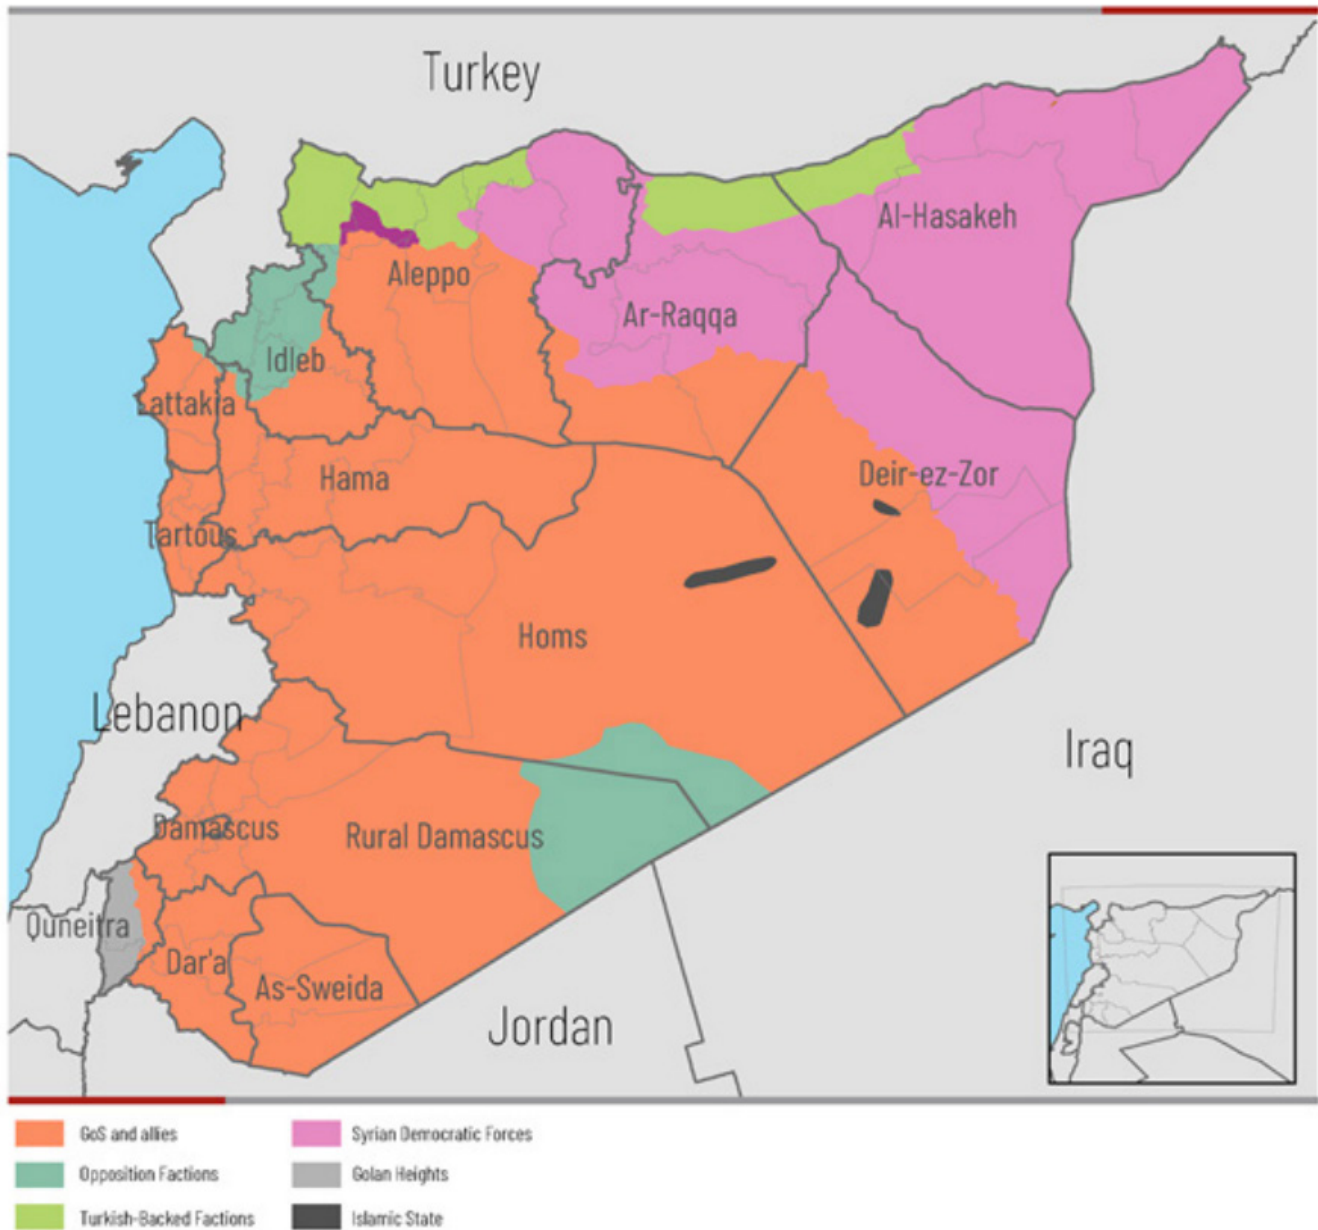 Turkey
Al-Hasakeh
Aleppo
Ar-Raqqa
Idleb
Lattakia
Hama
Deir-ez-Zor
Tartous
Homs
Lebanon
Iraq
Damascus
Rural Damascus
Quneitra
Dar'a
As-Sweida
Jordan
GoS and allies
Syrian Democratic Forces
Opposition Factions
Golan Heights
Turkish-Backed Factions
Islamic State